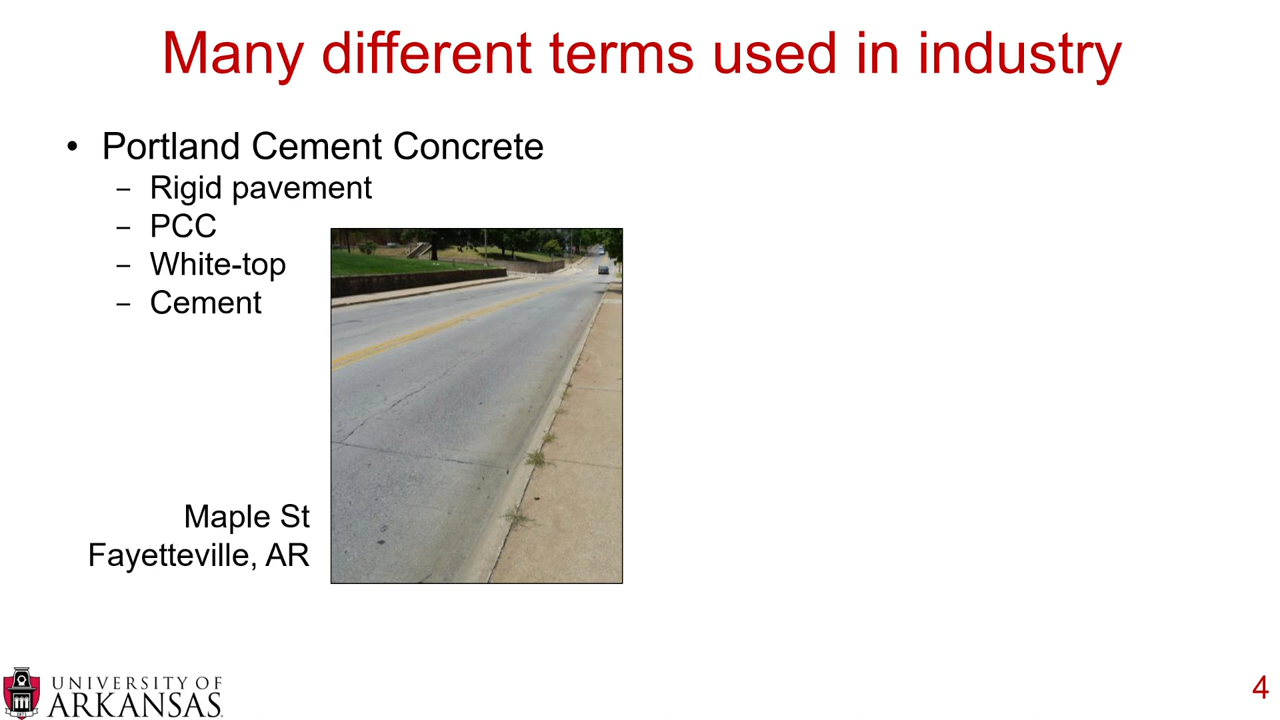 Many different terms used in industry
• Portland Cement Concrete
– Rigid pavement
– PCC
– White-top
– Cement
Maple St
Fayetteville, AR
UNIVERSITY OF
ARKANSAS
4